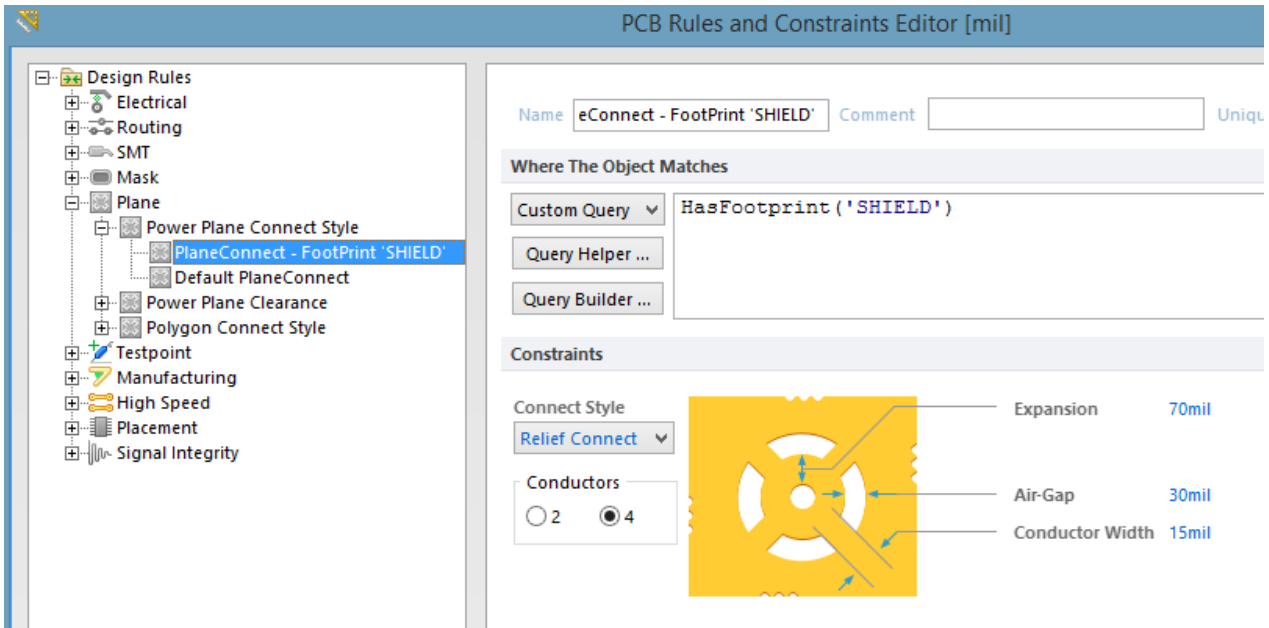 PCB Rules and Constraints Editor [mil]
Design Rules
Electrical
Routing
SMT
Mask
Plane
Power Plane Connect Style
PlaneConnect - FootPrint 'SHIELD'
Default PlaneConnect
Power Plane Clearance
Polygon Connect Style
Testpoint
Manufacturing
High Speed
Placement
Signal Integrity
Name eConnect - FootPrint 'SHIELD' Comment Uniqu
Where The Object Matches
Custom Query HasFootprint('SHIELD')
Query Helper ...
Query Builder ...
Constraints
Connect Style
Relief Connect
Conductors
2 4
Expansion 70mil
Air-Gap 30mil
Conductor Width 15mil